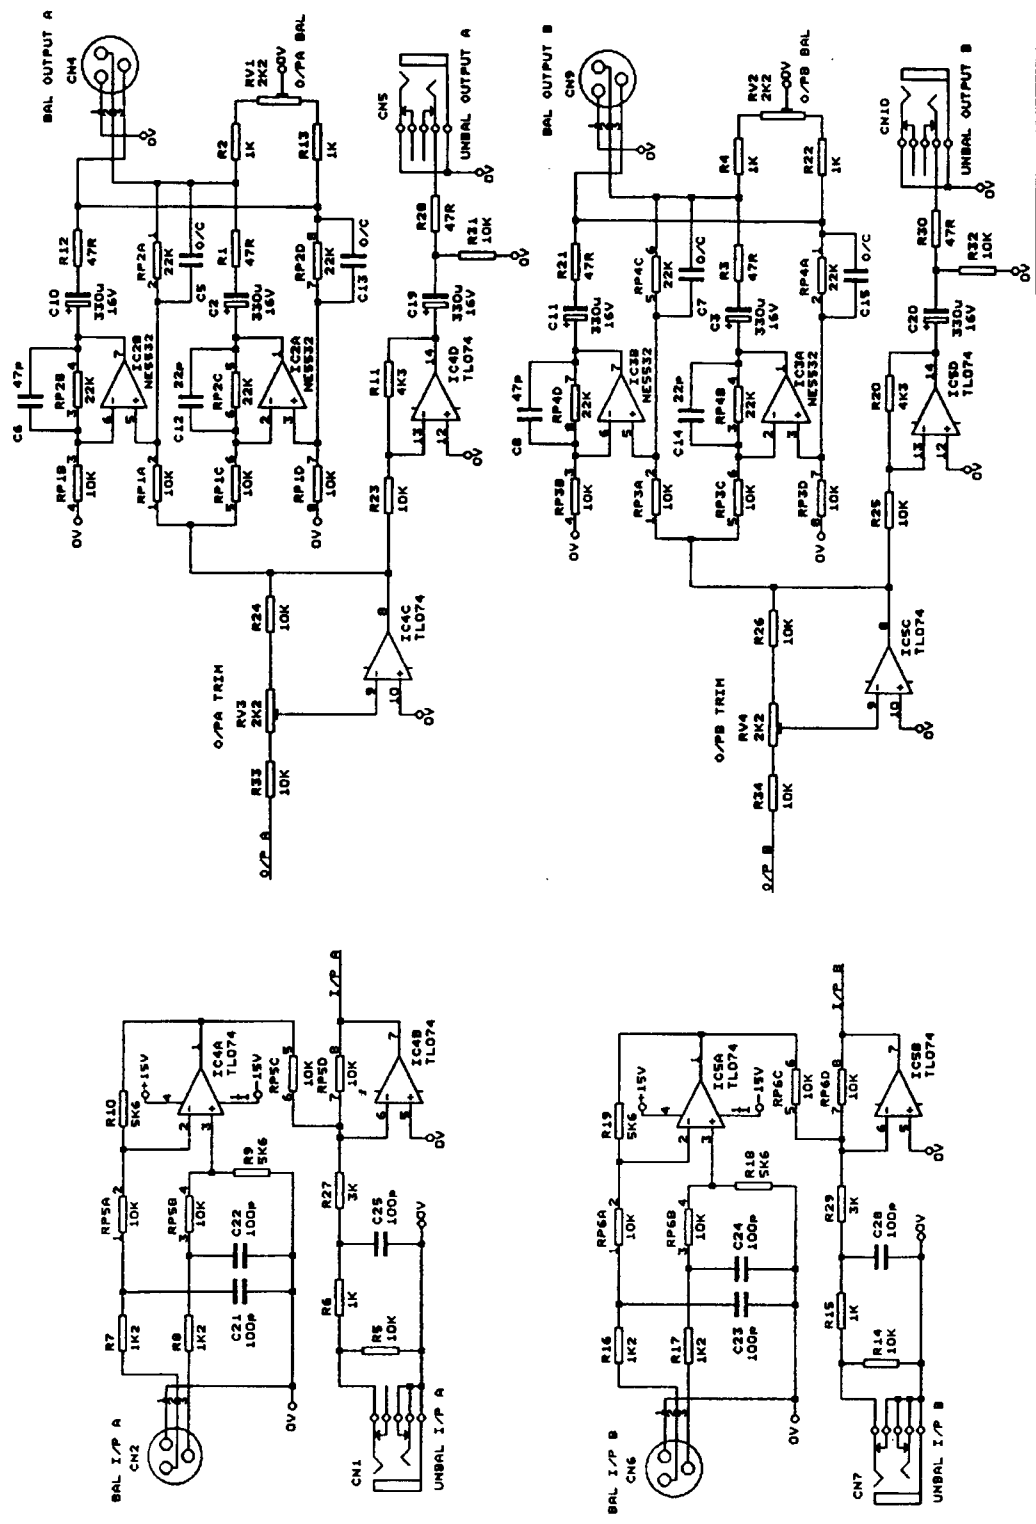 BAL I/P A
CN2
R7
1K2
R8
1K2
C21
100p
C22
100p
RP5A
10K
RP5B
10K
R10
5K6
+15V
-15V
IC4A
TL074
R9
5K6
0V
RP5C
10K
RP5D
10K
I/P A
IC4B
TL074
0V
R27
3K
C25
100p
0V
R6
1K
R5
10K
CN1
UNBAL I/P A
O/P A
R33
10K
O/PA TRIM
RV3
2K2
R24
10K
IC4C
TL074
0V
C6
47p
RP1B
10K
0V
RP2B
22K
IC2B
NE5532
C10
330u
16V
R12
47R
RP1A
10K
RP2A
22K
C5
O/C
RP1C
10K
C12
22p
RP2C
22K
IC2A
NE5532
C2
330u
16V
R1
47R
RP1D
10K
0V
RP2D
22K
C13
O/C
R2
1K
R13
1K
RV1
2K2
0V
O/PA BAL
BAL OUTPUT A
CN4
0V
R23
10K
R11
4K3
IC4D
TL074
0V
C19
330u
16V
R28
47R
R31
10K
0V
CN5
UNBAL OUTPUT A
0V
BAL I/P B
CN6
R16
1K2
R17
1K2
C23
100p
C24
100p
RP6A
10K
RP6B
10K
R19
5K6
+15V
-15V
IC5A
TL074
R18
5K6
0V
RP6C
10K
RP6D
10K
I/P B
IC5B
TL074
0V
R29
3K
C28
100p
0V
R15
1K
R14
10K
CN7
UNBAL I/P B
O/P B
R34
10K
O/PB TRIM
RV4
2K2
R26
10K
IC5C
TL074
0V
C8
47p
RP3B
10K
0V
RP4D
22K
IC3B
NE5532
C11
330u
16V
R21
47R
RP3A
10K
RP4C
22K
C7
O/C
RP3C
10K
C14
22p
RP4B
22K
IC3A
NE5532
C3
330u
16V
R3
47R
RP3D
10K
0V
RP4A
22K
C15
O/C
R4
1K
R22
1K
RV2
2K2
0V
O/PB BAL
BAL OUTPUT B
CN9
0V
R25
10K
R20
4K3
IC5D
TL074
0V
C20
330u
16V
R30
47R
R32
10K
0V
CN10
UNBAL OUTPUT B
0V